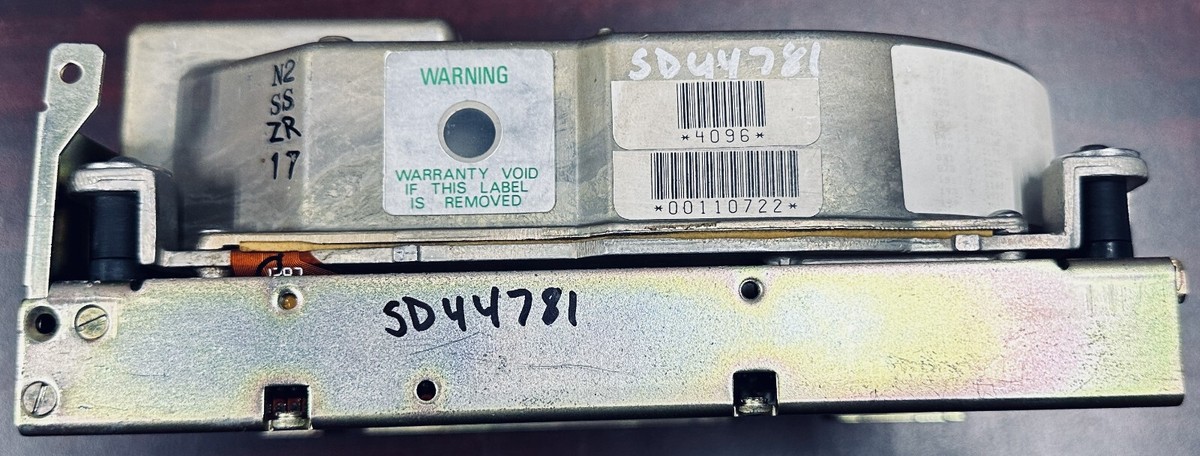 N2
SS
ZR
17
WARNING
WARRANTY VOID
IF THIS LABEL
IS REMOVED
SD44781
*4096*
*00110722*
SD44781